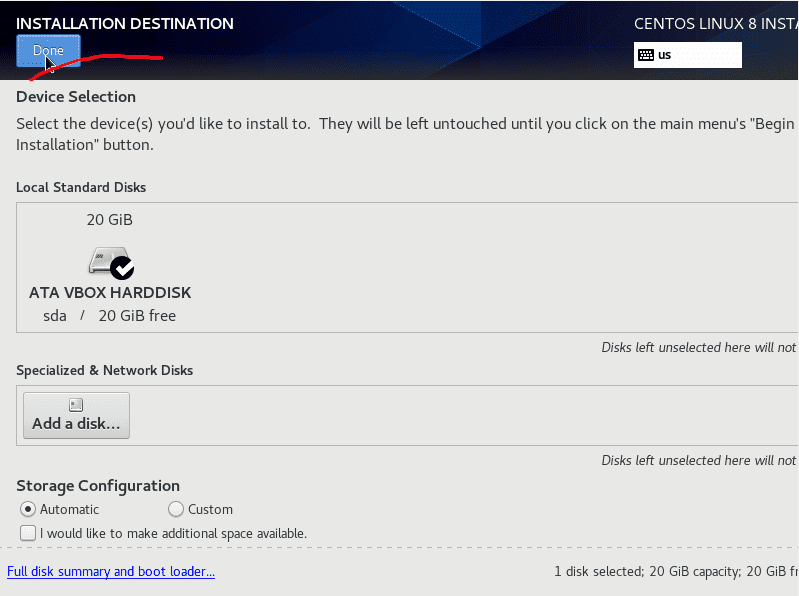 INSTALLATION DESTINATION
CENTOS LINUX 8 INSTA
Done
us
Device Selection
Select the device(s) you'd like to install to.  They will be left untouched until you click on the main menu's "Begin
Installation" button.
Local Standard Disks
20 GiB
ATA VBOX HARDDISK
sda / 20 GiB free
Disks left unselected here will not
Specialized & Network Disks
Add a disk...
Disks left unselected here will not
Storage Configuration
Automatic Custom
I would like to make additional space available.
Full disk summary and boot loader...
1 disk selected; 20 GiB capacity; 20 GiB fr